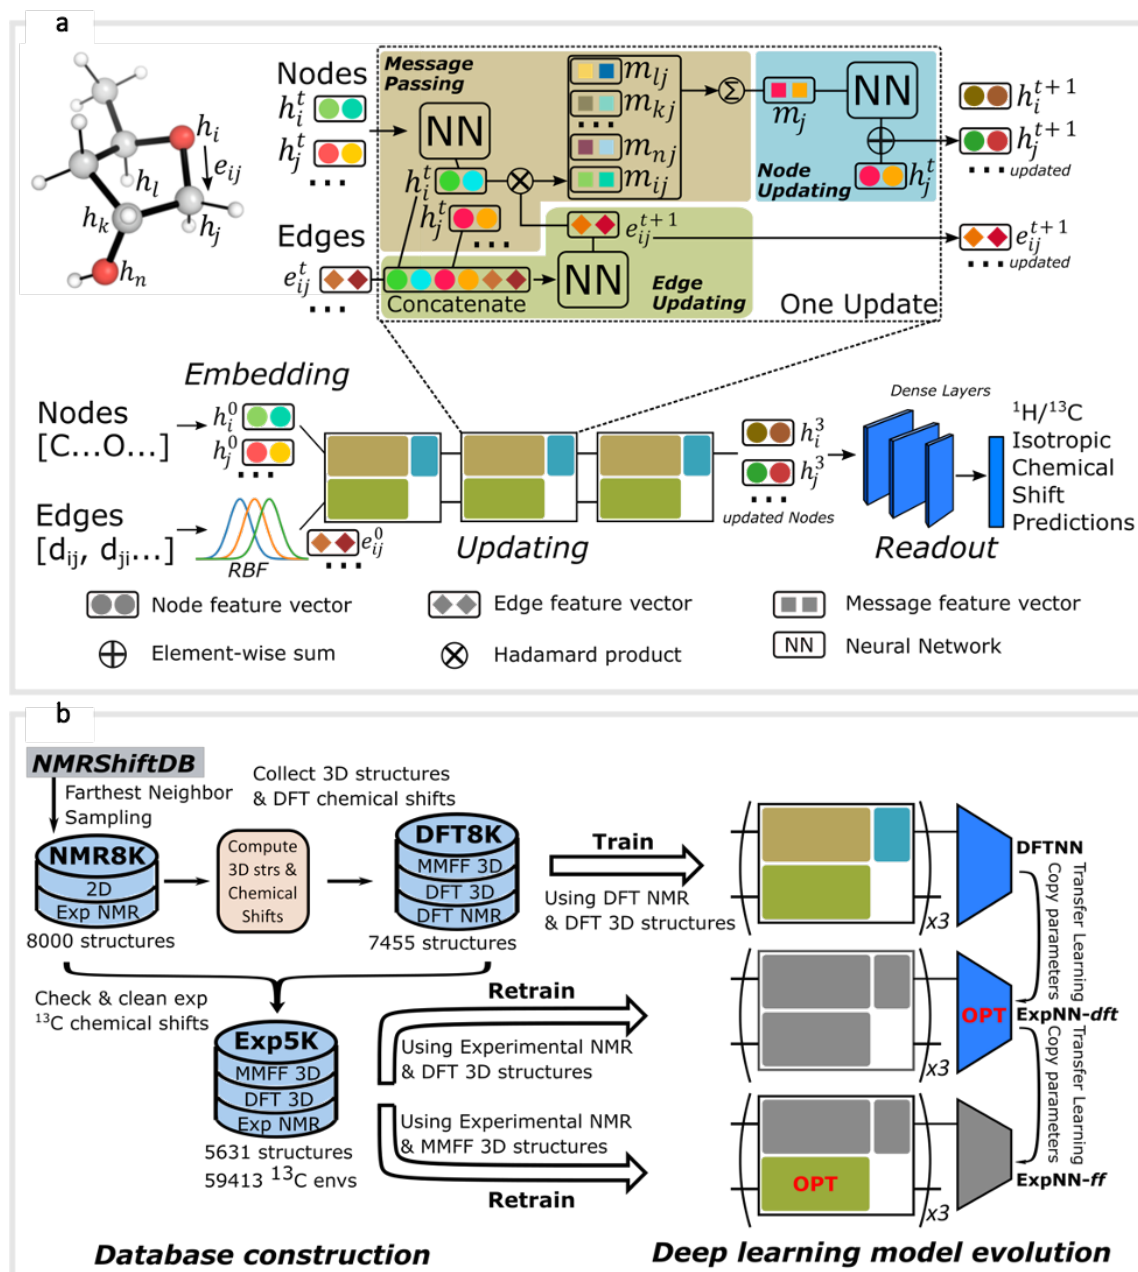 a
Nodes
h_i^t
h_j^t
...
Edges
e_ij^t
...
h_i
e_ij
h_l
h_k
h_j
h_n
Message
Passing
NN
h_i^t
h_j^t
...
m_lj
m_kj
...
m_nj
m_ij
Σ
m_j
NN
h_j^t
Node
Updating
e_ij^{t+1}
NN
Concatenate
Edge
Updating
One Update
h_i^{t+1}
h_j^{t+1}
... updated
e_ij^{t+1}
... updated
Embedding
Nodes
[C...O...]
h_i^0
h_j^0
...
Edges
[d_ij, d_ji...]
RBF
e_ij^0
...
Updating
h_i^3
h_j^3
...
updated Nodes
Dense Layers
Readout
¹H/¹³C
Isotropic
Chemical
Shift
Predictions
Node feature vector
Edge feature vector
Message feature vector
Element-wise sum
Hadamard product
NN Neural Network
b
NMRShiftDB
Farthest Neighbor
Sampling
Collect 3D structures
& DFT chemical shifts
NMR8K
2D
Exp NMR
8000 structures
Compute
3D strs &
Chemical
Shifts
DFT8K
MMFF 3D
DFT 3D
DFT NMR
7455 structures
Train
Using DFT NMR
& DFT 3D structures
x3
DFTNN
Transfer Learning
Copy parameters
Check & clean exp
¹³C chemical shifts
Exp5K
MMFF 3D
DFT 3D
Exp NMR
5631 structures
59413 ¹³C envs
Retrain
Using Experimental NMR
& DFT 3D structures
OPT
x3
ExpNN-dft
Transfer Learning
Copy parameters
Using Experimental NMR
& MMFF 3D structures
Retrain
OPT
x3
ExpNN-ff
Database construction
Deep learning model evolution